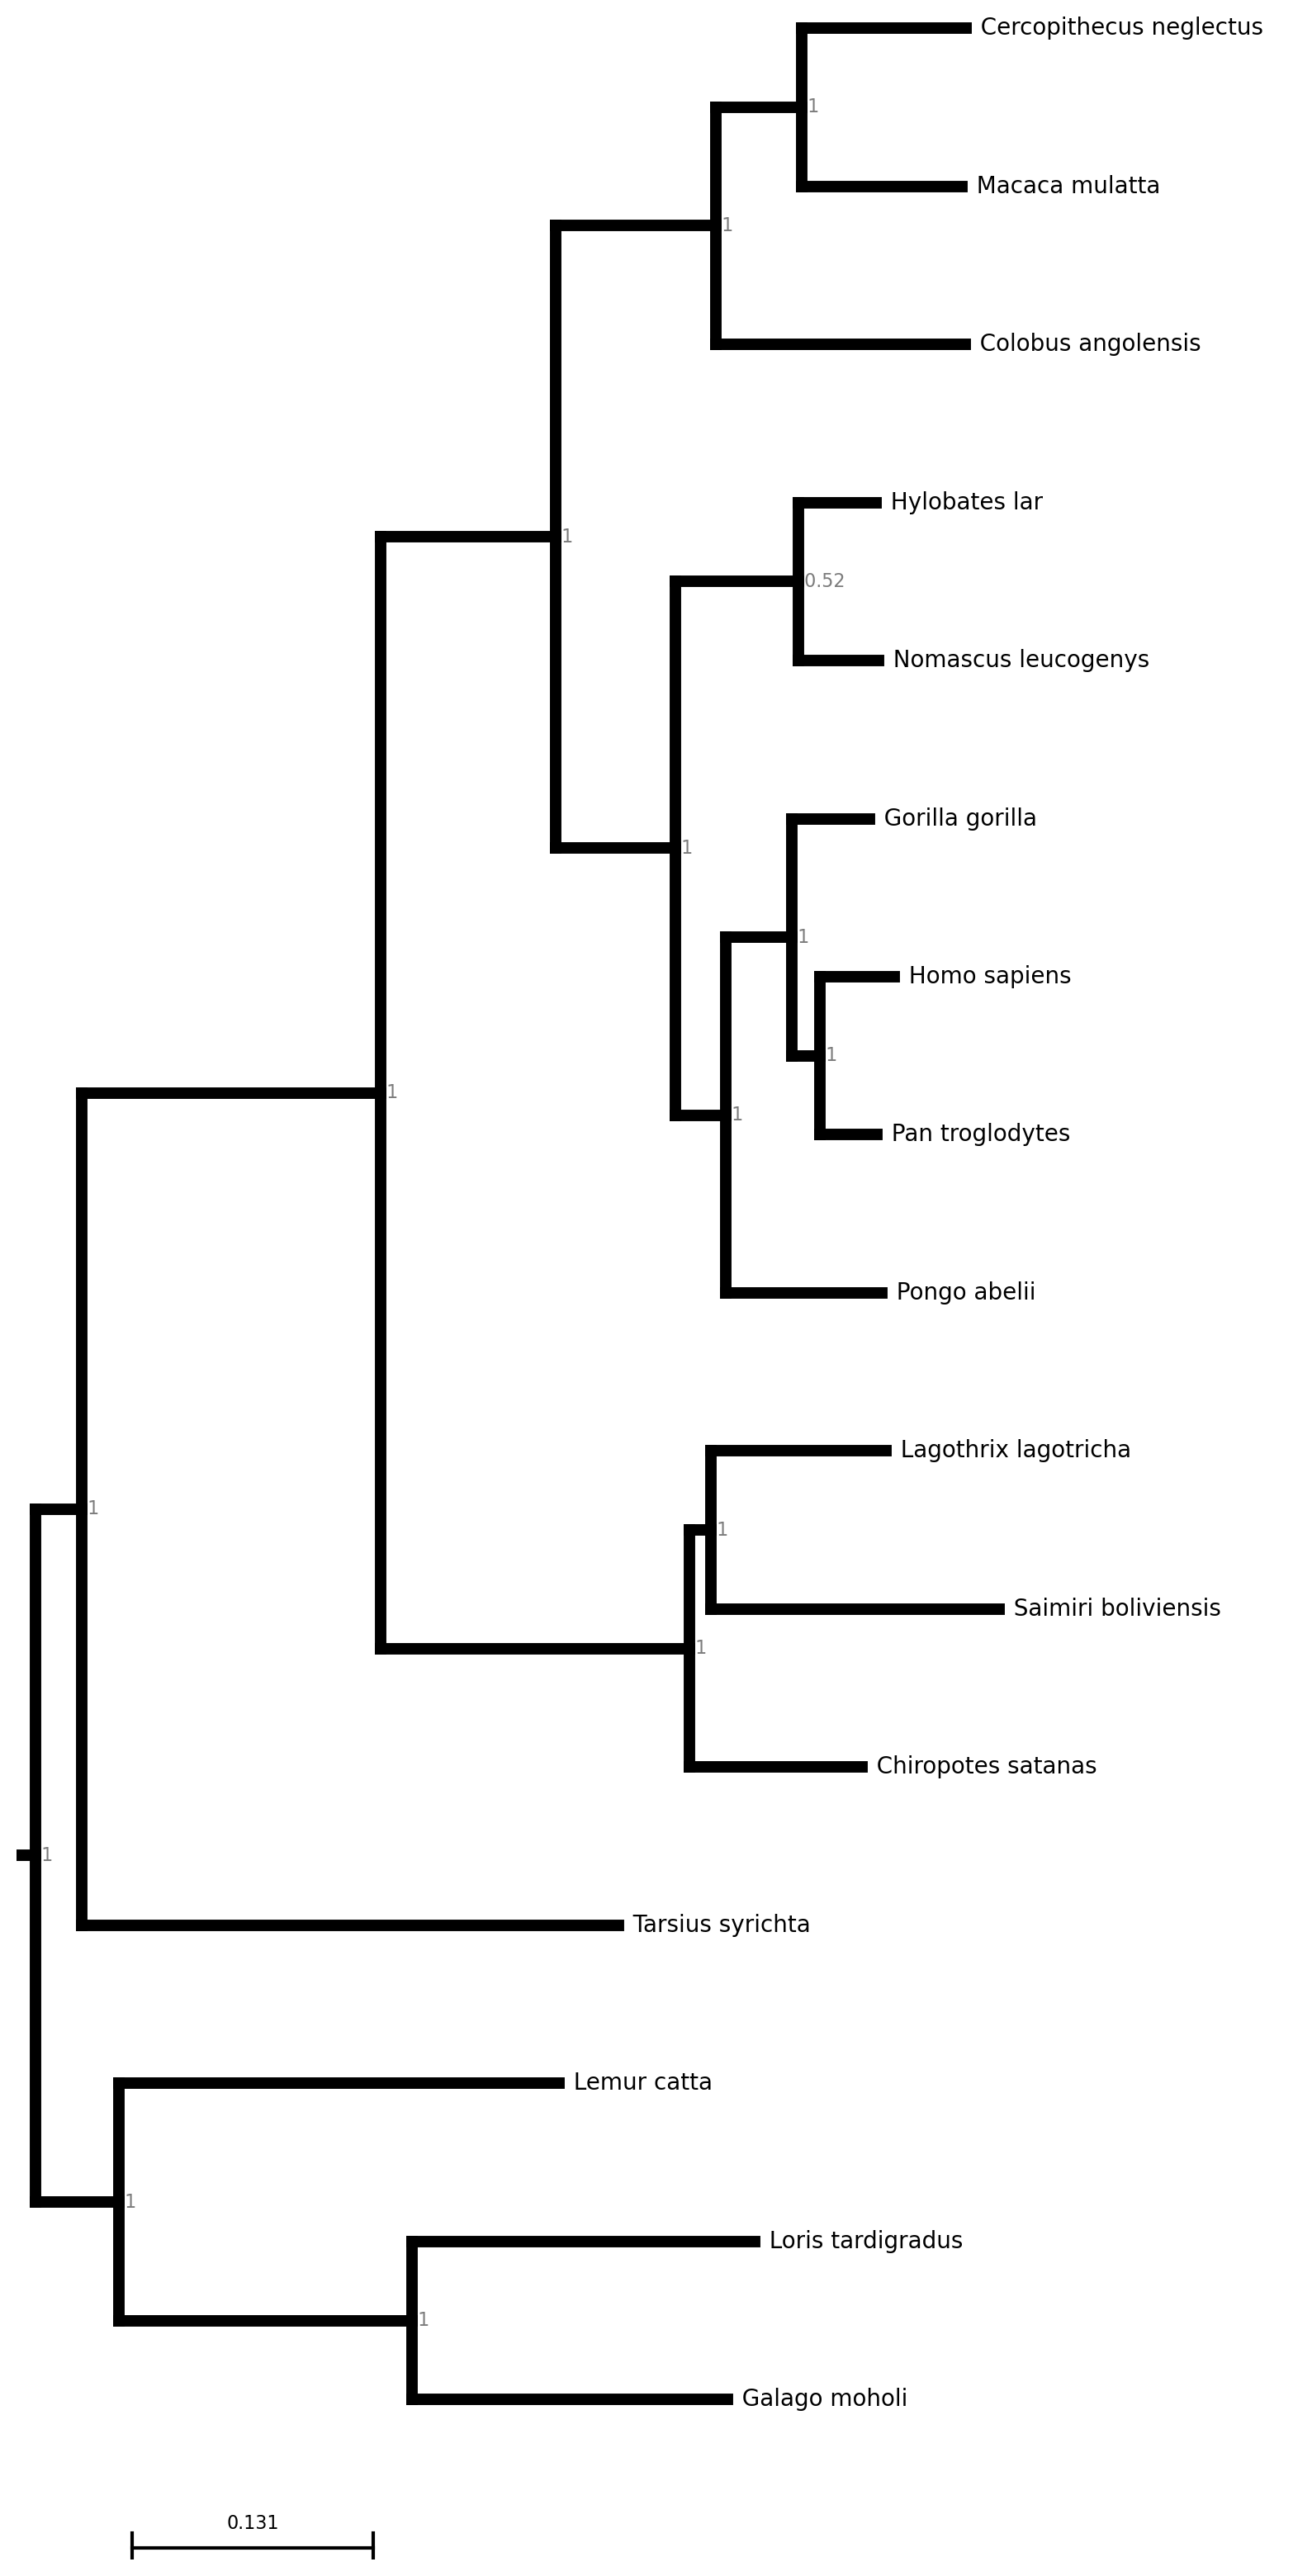 Cercopithecus neglectus
1
Macaca mulatta
1
Colobus angolensis
Hylobates lar
1
0.52
Nomascus leucogenys
Gorilla gorilla
1
1
Homo sapiens
1
1
1
Pan troglodytes
Pongo abelii
Lagothrix lagotricha
1
1
Saimiri boliviensis
1
Chiropotes satanas
1
Tarsius syrichta
Lemur catta
1
Loris tardigradus
1
Galago moholi
0.131